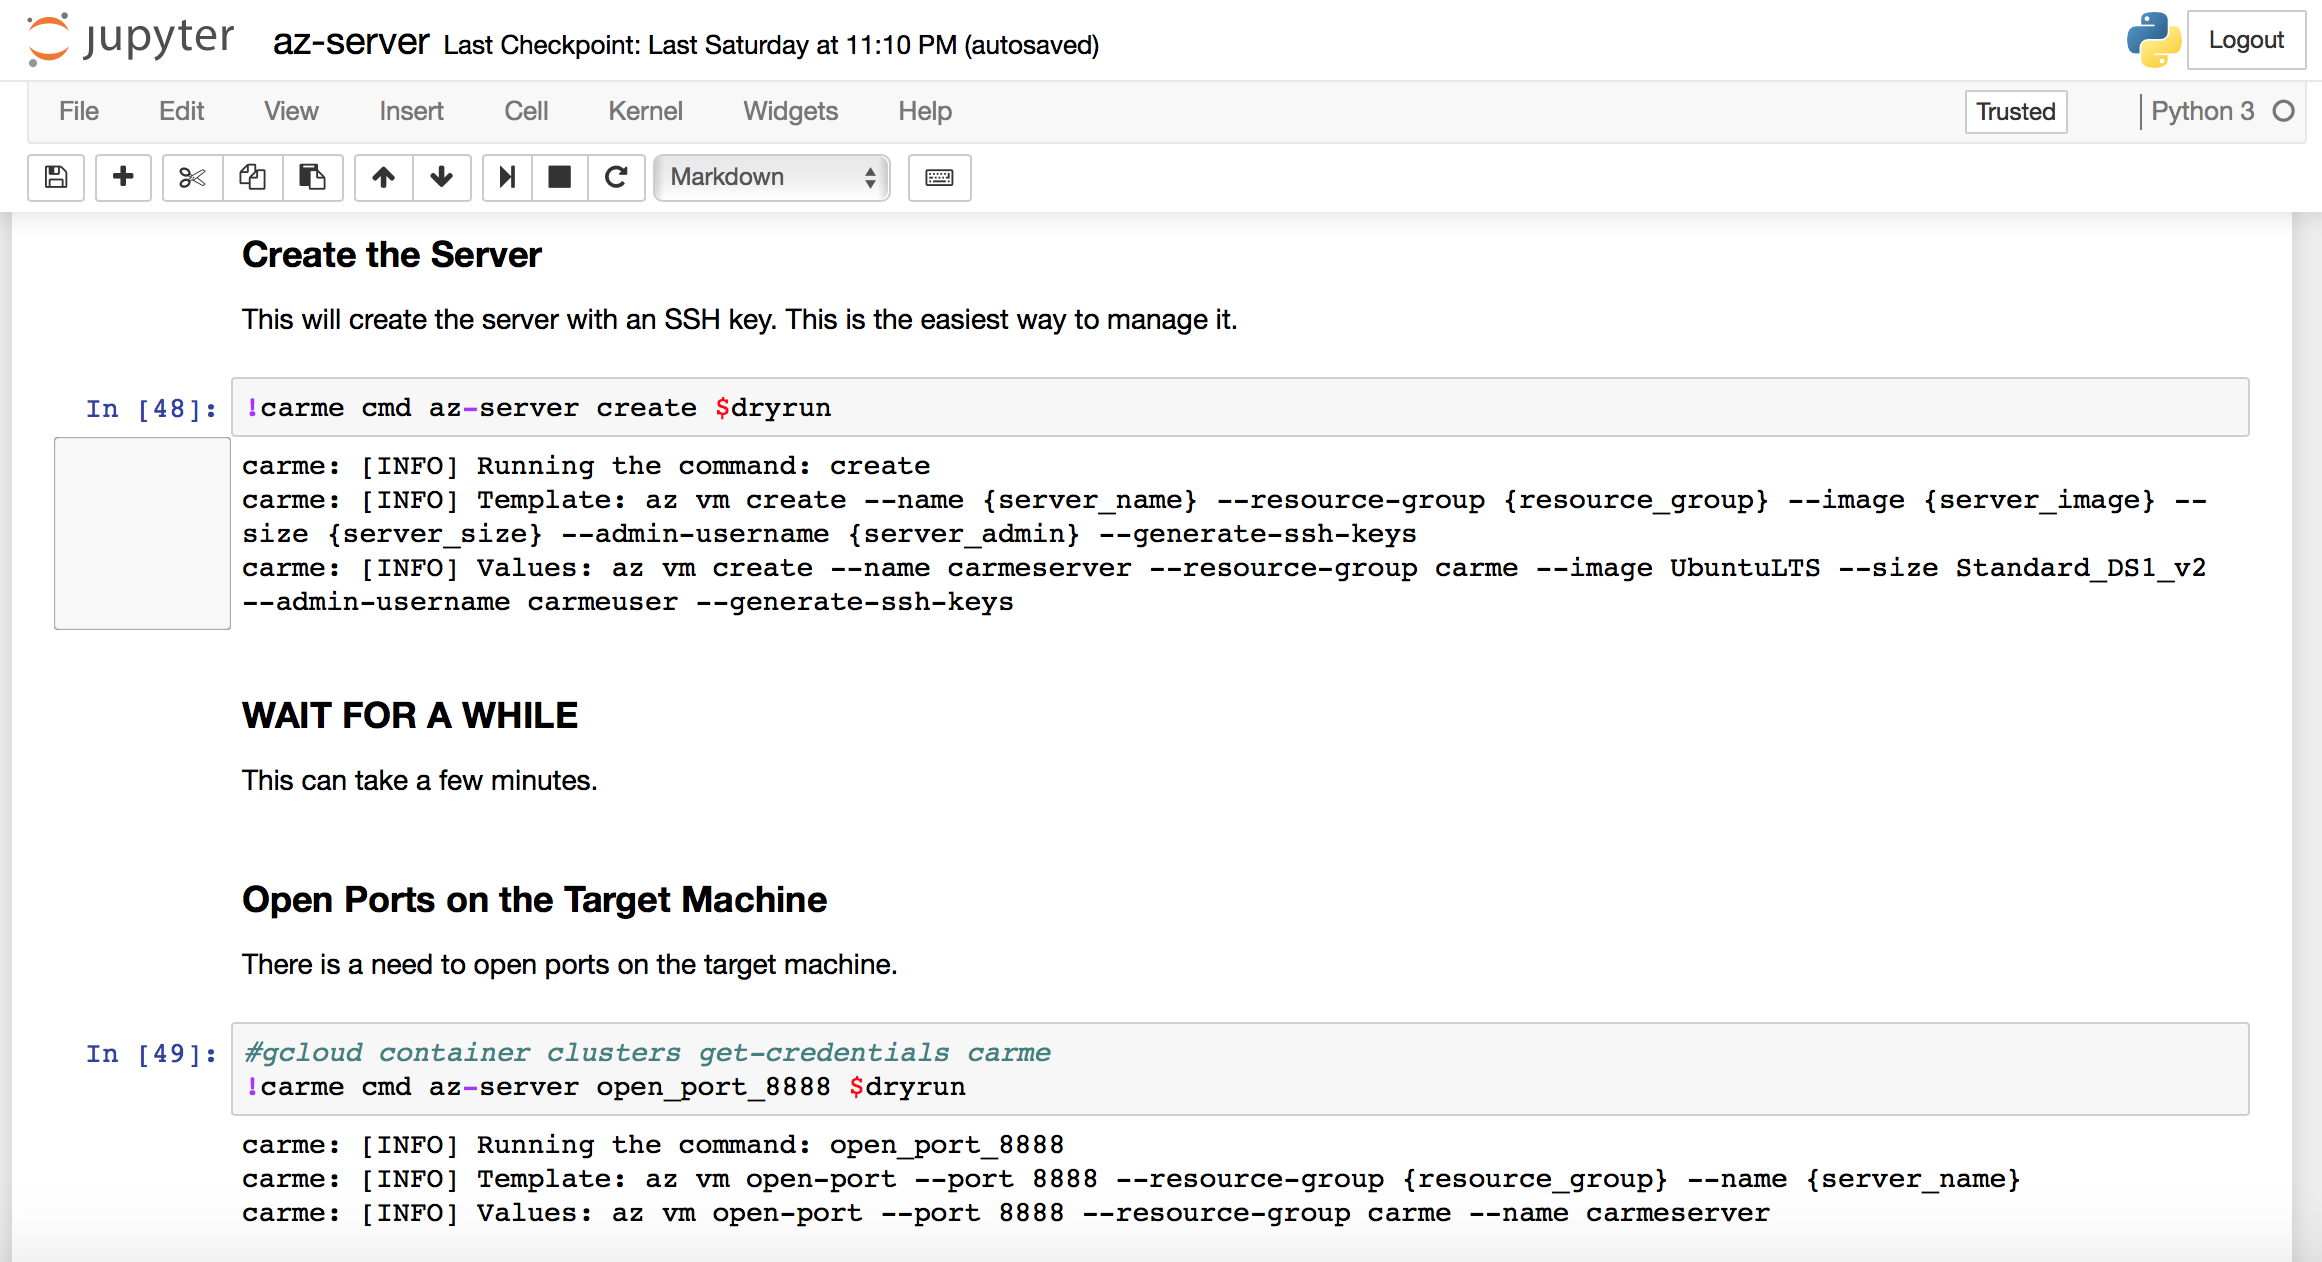 jupyter az-server Last Checkpoint: Last Saturday at 11:10 PM (autosaved) Logout
File Edit View Insert Cell Kernel Widgets Help Trusted Python 3
Markdown
Create the Server
This will create the server with an SSH key. This is the easiest way to manage it.
In [48]: !carme cmd az-server create $dryrun
carme: [INFO] Running the command: create
carme: [INFO] Template: az vm create --name {server_name} --resource-group {resource_group} --image {server_image} --
size {server_size} --admin-username {server_admin} --generate-ssh-keys
carme: [INFO] Values: az vm create --name carmeserver --resource-group carme --image UbuntuLTS --size Standard_DS1_v2
--admin-username carmeuser --generate-ssh-keys
WAIT FOR A WHILE
This can take a few minutes.
Open Ports on the Target Machine
There is a need to open ports on the target machine.
In [49]: #gcloud container clusters get-credentials carme
!carme cmd az-server open_port_8888 $dryrun
carme: [INFO] Running the command: open_port_8888
carme: [INFO] Template: az vm open-port --port 8888 --resource-group {resource_group} --name {server_name}
carme: [INFO] Values: az vm open-port --port 8888 --resource-group carme --name carmeserver